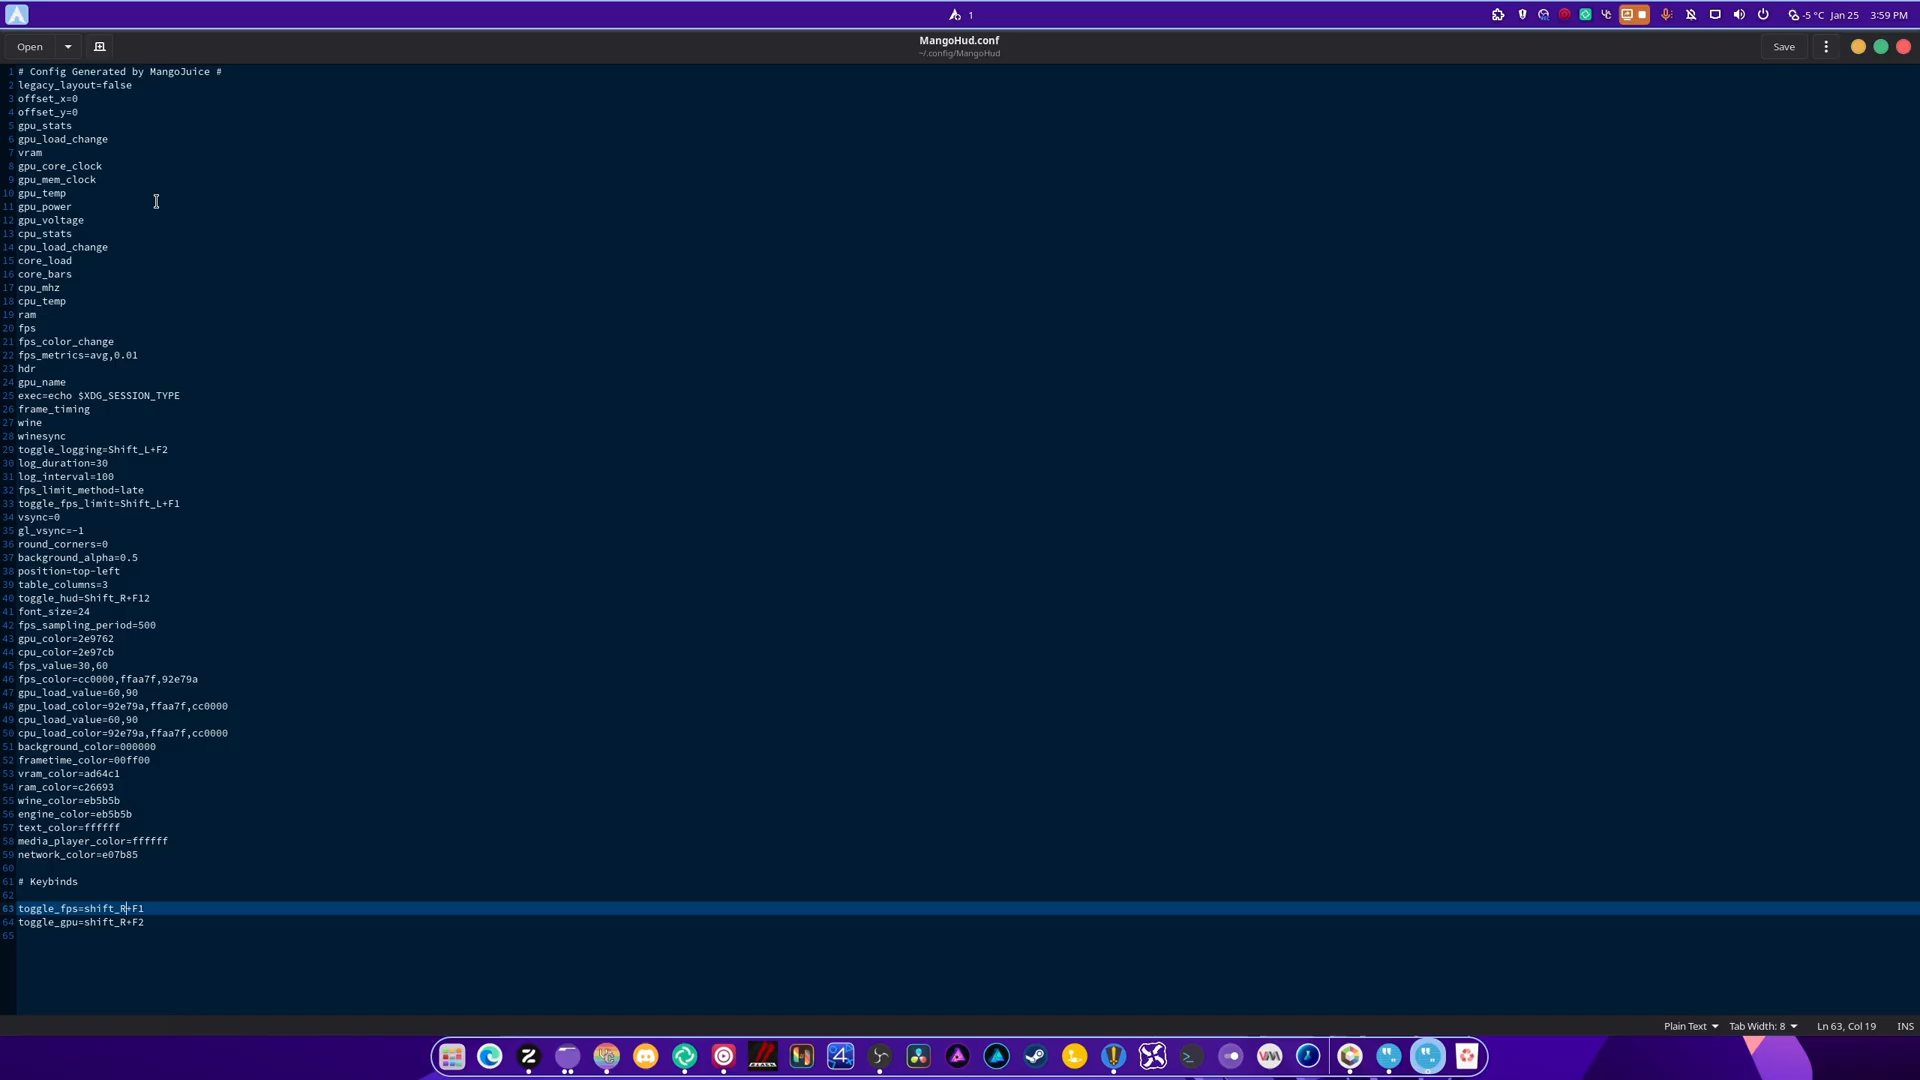 1
-5 °C Jan 25 3:59 PM
Open
MangoHud.conf
~/.config/MangoHud
Save
1 # Config Generated by MangoJuice #
2 legacy_layout=false
3 offset_x=0
4 offset_y=0
5 gpu_stats
6 gpu_load_change
7 vram
8 gpu_core_clock
9 gpu_mem_clock
10 gpu_temp
11 gpu_power
12 gpu_voltage
13 cpu_stats
14 cpu_load_change
15 core_load
16 core_bars
17 cpu_mhz
18 cpu_temp
19 ram
20 fps
21 fps_color_change
22 fps_metrics=avg,0.01
23 hdr
24 gpu_name
25 exec=echo $XDG_SESSION_TYPE
26 frame_timing
27 wine
28 winesync
29 toggle_logging=Shift_L+F2
30 log_duration=30
31 log_interval=100
32 fps_limit_method=late
33 toggle_fps_limit=Shift_L+F1
34 vsync=0
35 gl_vsync=-1
36 round_corners=0
37 background_alpha=0.5
38 position=top-left
39 table_columns=3
40 toggle_hud=Shift_R+F12
41 font_size=24
42 fps_sampling_period=500
43 gpu_color=2e9762
44 cpu_color=2e97cb
45 fps_value=30,60
46 fps_color=cc0000,ffaa7f,92e79a
47 gpu_load_value=60,90
48 gpu_load_color=92e79a,ffaa7f,cc0000
49 cpu_load_value=60,90
50 cpu_load_color=92e79a,ffaa7f,cc0000
51 background_color=000000
52 frametime_color=00ff00
53 vram_color=ad64c1
54 ram_color=c26693
55 wine_color=eb5b5b
56 engine_color=eb5b5b
57 text_color=ffffff
58 media_player_color=ffffff
59 network_color=e07b85
60
61 # Keybinds
62
63 toggle_fps=shift_R+F1
64 toggle_gpu=shift_R+F2
65
Plain Text Tab Width: 8 Ln 63, Col 19 INS